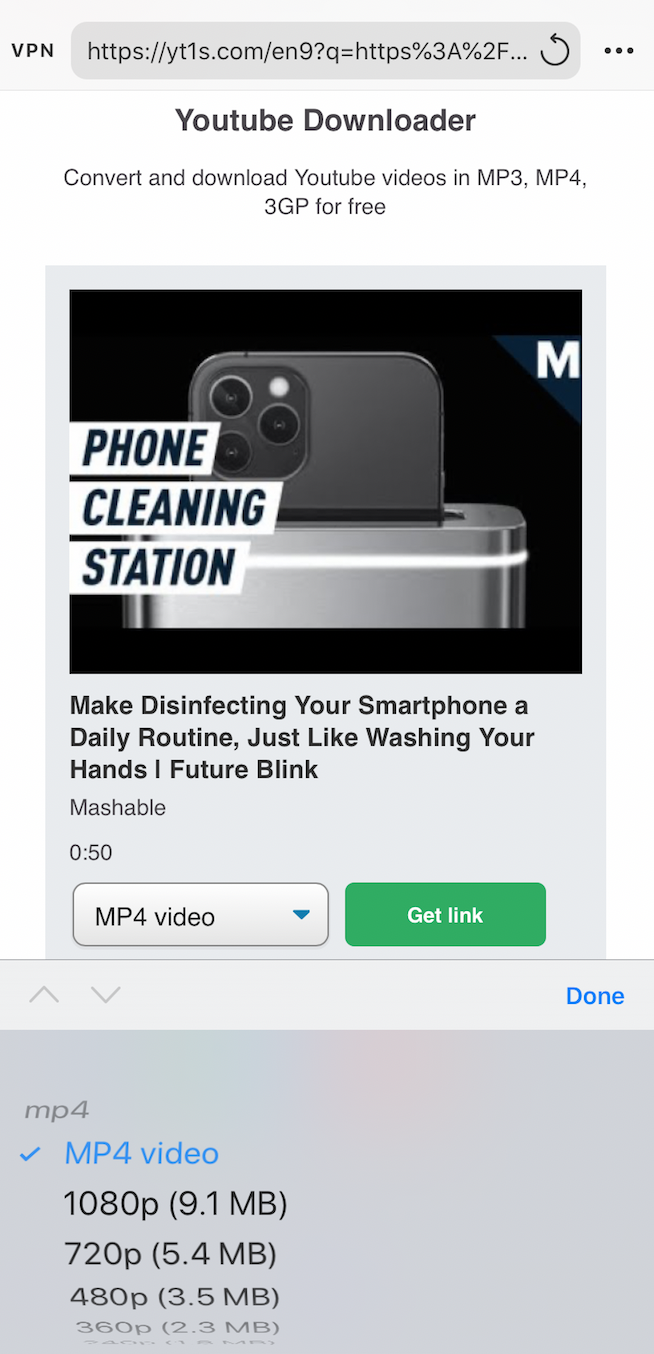 VPN
https://yt1s.com/en9?q=https%3A%2F...
Youtube Downloader
Convert and download Youtube videos in MP3, MP4,
3GP for free
M
PHONE
CLEANING
STATION
Make Disinfecting Your Smartphone a
Daily Routine, Just Like Washing Your
Hands | Future Blink
Mashable
0:50
MP4 video
Get link
Done
mp4
MP4 video
1080p (9.1 MB)
720p (5.4 MB)
480p (3.5 MB)
360p (2.3 MB)